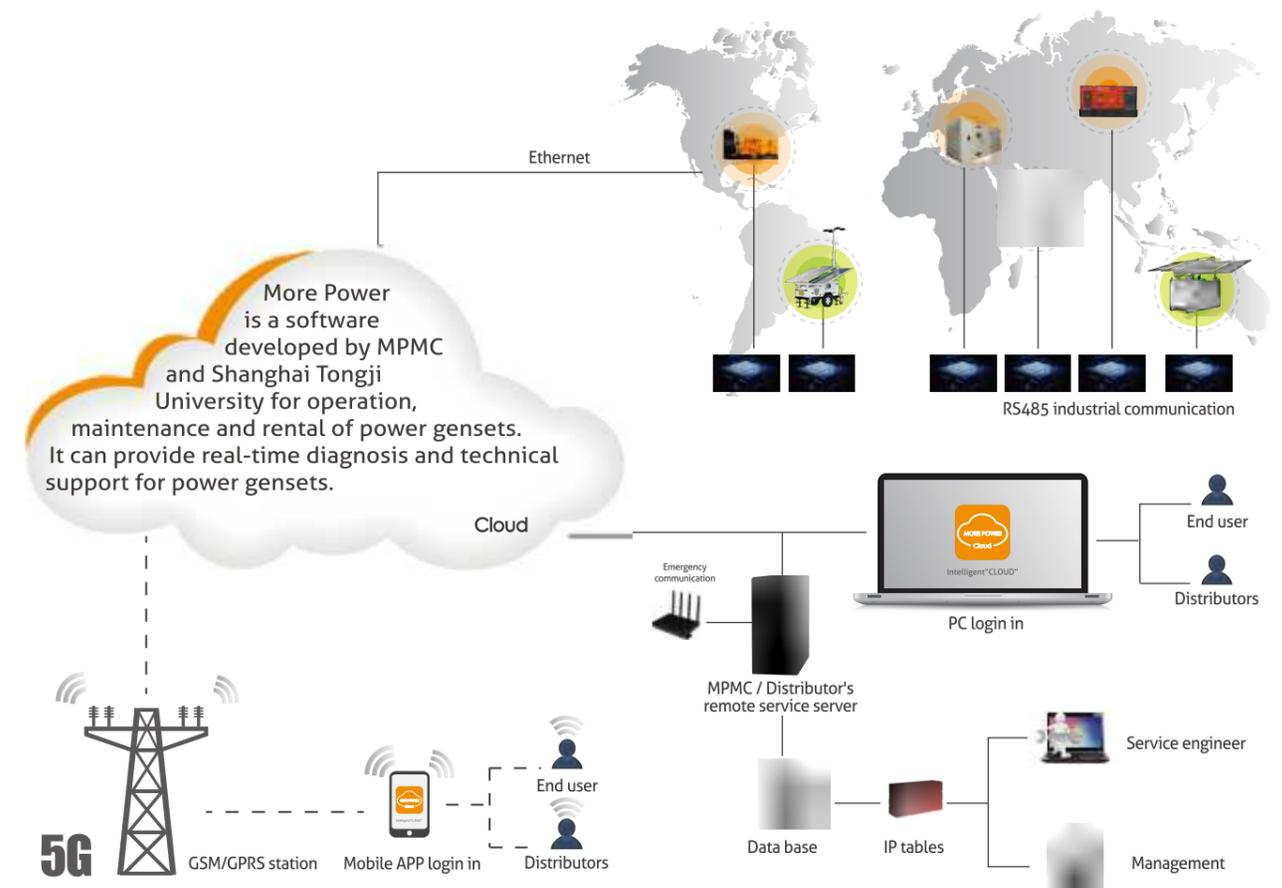 Ethernet
More Power
is a software
developed by MPMC
and Shanghai Tongji
University for operation,
maintenance and rental of power gensets.
It can provide real-time diagnosis and technical
support for power gensets.
Cloud
RS485 industrial communication
MORE POWER
Cloud
Intelligent"CLOUD"
PC login in
End user
Distributors
Emergency
communication
MPMC / Distributor's
remote service server
Data base
IP tables
Service engineer
Management
5G
GSM/GPRS station
Mobile APP login in
End user
Distributors